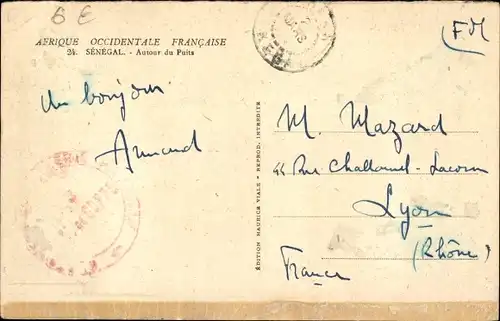 6 €
AFRIQUE OCCIDENTALE FRANÇAISE
24. SÉNÉGAL. - Autour du Puits
FM
Un bonjour
Armand
ÉDITION MAURICE VIALE - REPROD. INTERDITE
M. Mazard
44 Rue Challemel-Lacour
Lyon
(Rhône)
France